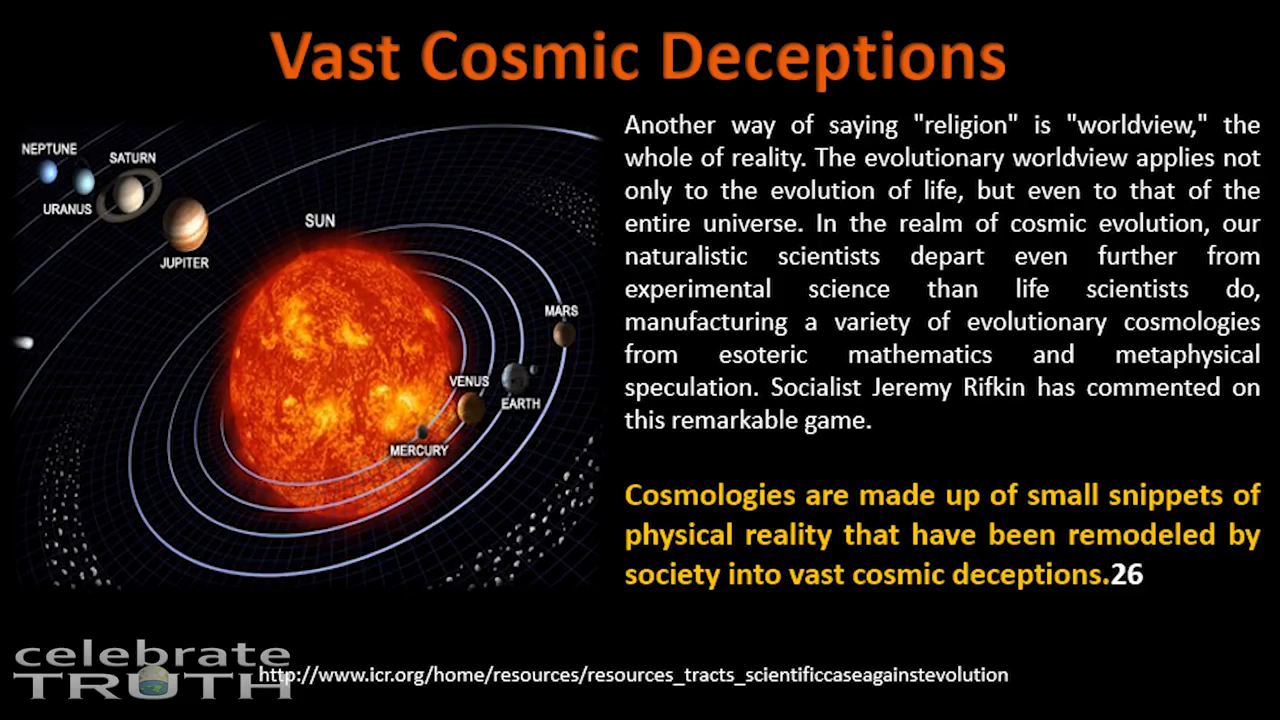 Vast Cosmic Deceptions
NEPTUNE
SATURN
URANUS
JUPITER
SUN
MARS
VENUS
EARTH
MERCURY
Another way of saying "religion" is "worldview," the
whole of reality. The evolutionary worldview applies not
only to the evolution of life, but even to that of the
entire universe. In the realm of cosmic evolution, our
naturalistic scientists depart even further from
experimental science than life scientists do,
manufacturing a variety of evolutionary cosmologies
from esoteric mathematics and metaphysical
speculation. Socialist Jeremy Rifkin has commented on
this remarkable game.
Cosmologies are made up of small snippets of
physical reality that have been remodeled by
society into vast cosmic deceptions.26
celebrate
TRUTH
http://www.icr.org/home/resources/resources_tracts_scientificcaseagainstevolution